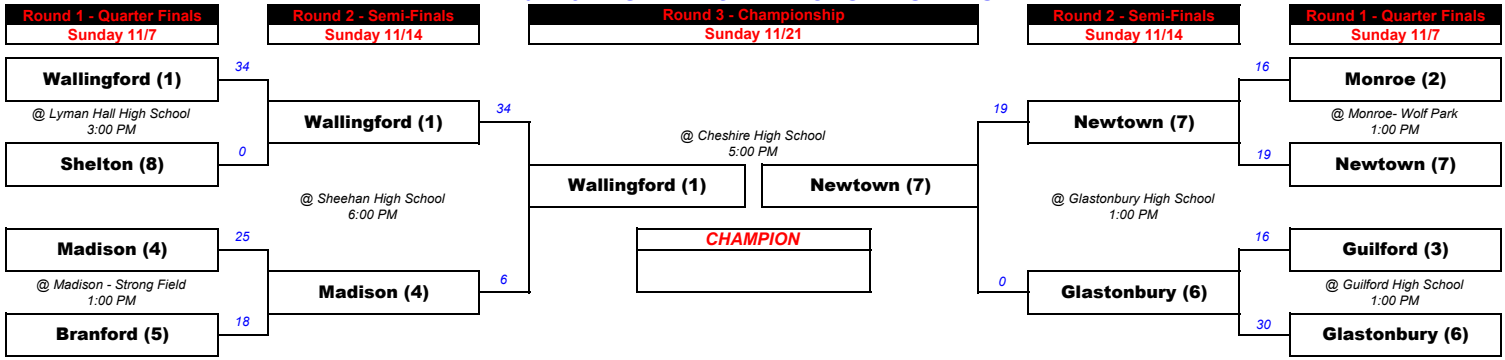 Round 1 - Quarter Finals
Sunday 11/7
Round 2 - Semi-Finals
Sunday 11/14
Round 3 - Championship
Sunday 11/21
Round 2 - Semi-Finals
Sunday 11/14
Round 1 - Quarter Finals
Sunday 11/7
Wallingford (1)
34
@ Lyman Hall High School
3:00 PM
Shelton (8)
0
Wallingford (1)
34
@ Sheehan High School
6:00 PM
Madison (4)
25
@ Madison - Strong Field
1:00 PM
Branford (5)
18
Madison (4)
6
@ Cheshire High School
5:00 PM
Wallingford (1)
Newtown (7)
CHAMPION
19
Newtown (7)
@ Glastonbury High School
1:00 PM
0
Glastonbury (6)
16
Monroe (2)
@ Monroe- Wolf Park
1:00 PM
19
Newtown (7)
16
Guilford (3)
@ Guilford High School
1:00 PM
30
Glastonbury (6)